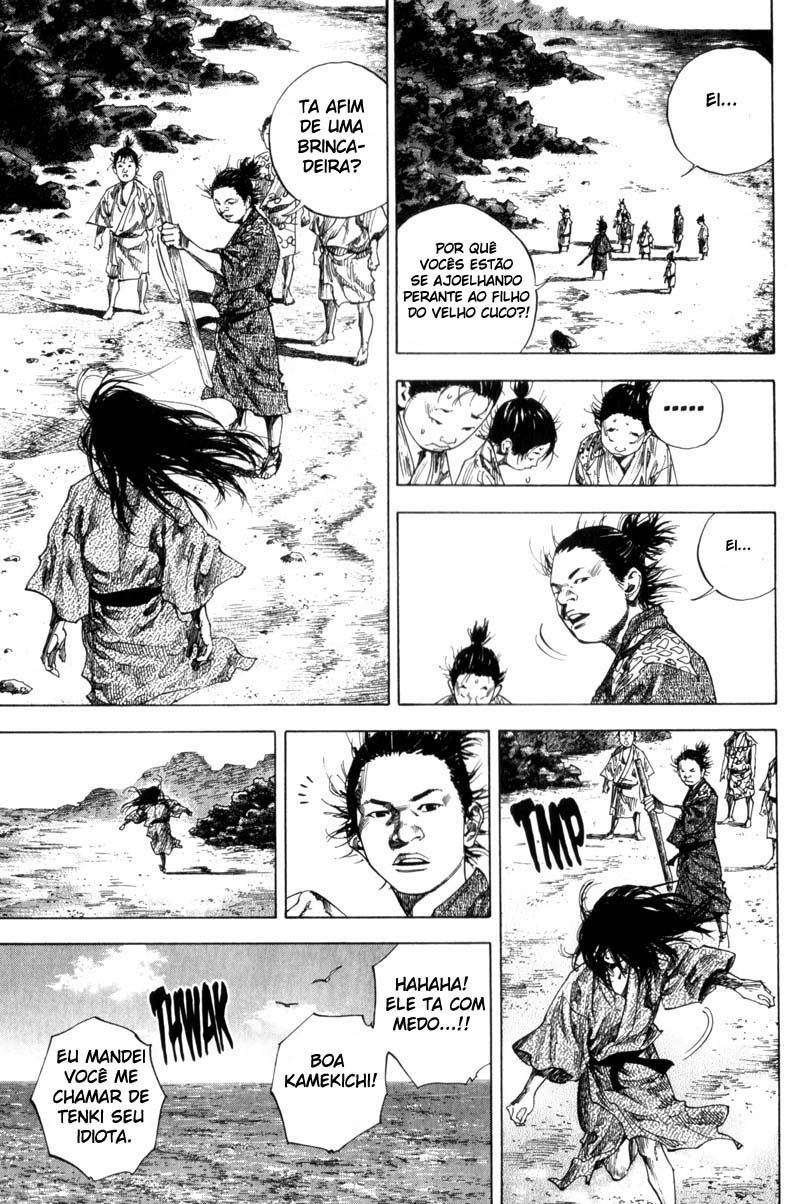 EI...
POR QUÊ
VOCÊS ESTÃO
SE AJOELHANDO
PERANTE AO FILHO
DO VELHO CUCO?!
.....
EI...
TA AFIM
DE UMA
BRINCA-
DEIRA?
TMP
HAHAHA!
ELE TA COM
MEDO...!!
BOA
KAMEKICHI!
THWAK
EU MANDEI
VOCÊ ME
CHAMAR DE
TENKI SEU
IDIOTA.